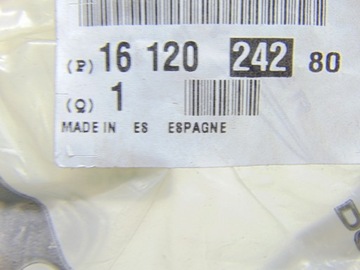 (P) 16 120 242 80
(Q) 1
MADE IN ES ESPAGNE